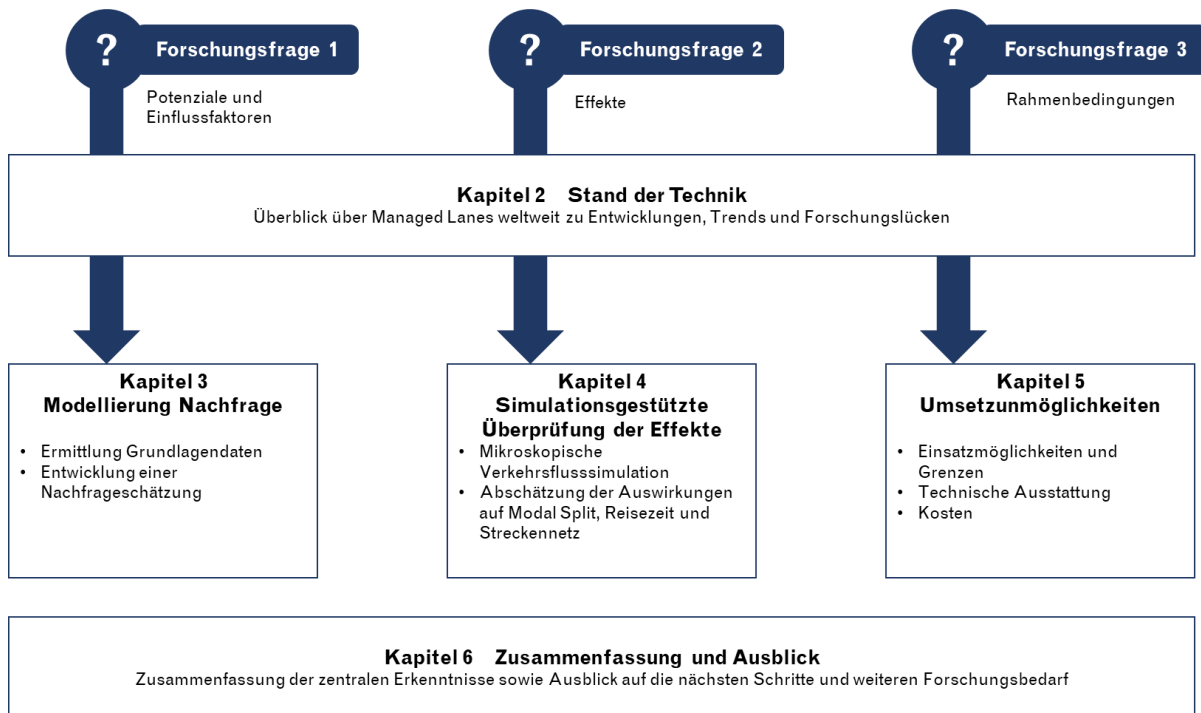 ? Forschungsfrage 1
Potenziale und
Einflussfaktoren
? Forschungsfrage 2
Effekte
? Forschungsfrage 3
Rahmenbedingungen
Kapitel 2 Stand der Technik
Überblick über Managed Lanes weltweit zu Entwicklungen, Trends und Forschungslücken
Kapitel 3
Modellierung Nachfrage
• Ermittlung Grundlagendaten
• Entwicklung einer
Nachfrageschätzung
Kapitel 4
Simulationsgestützte
Überprüfung der Effekte
• Mikroskopische
Verkehrsflusssimulation
• Abschätzung der Auswirkungen
auf Modal Split, Reisezeit und
Streckennetz
Kapitel 5
Umsetzunmöglichkeiten
• Einsatzmöglichkeiten und
Grenzen
• Technische Ausstattung
• Kosten
Kapitel 6 Zusammenfassung und Ausblick
Zusammenfassung der zentralen Erkenntnisse sowie Ausblick auf die nächsten Schritte und weiteren Forschungsbedarf